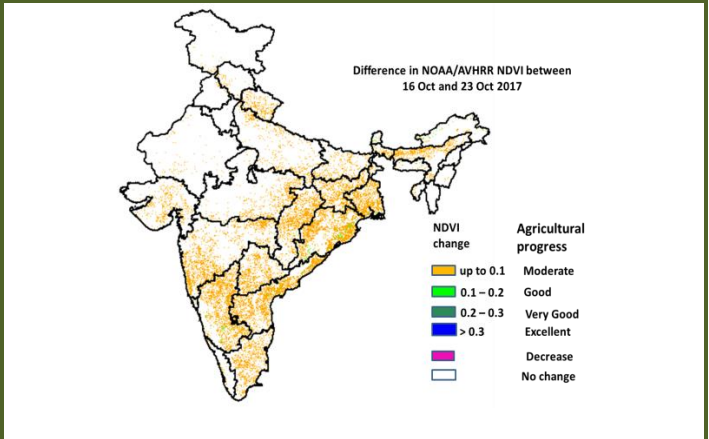 Difference in NOAA/AVHRR NDVI between
16 Oct and 23 Oct 2017
NDVI
change
Agricultural
progress
up to 0.1 Moderate
0.1 – 0.2 Good
0.2 – 0.3 Very Good
> 0.3 Excellent
Decrease
No change